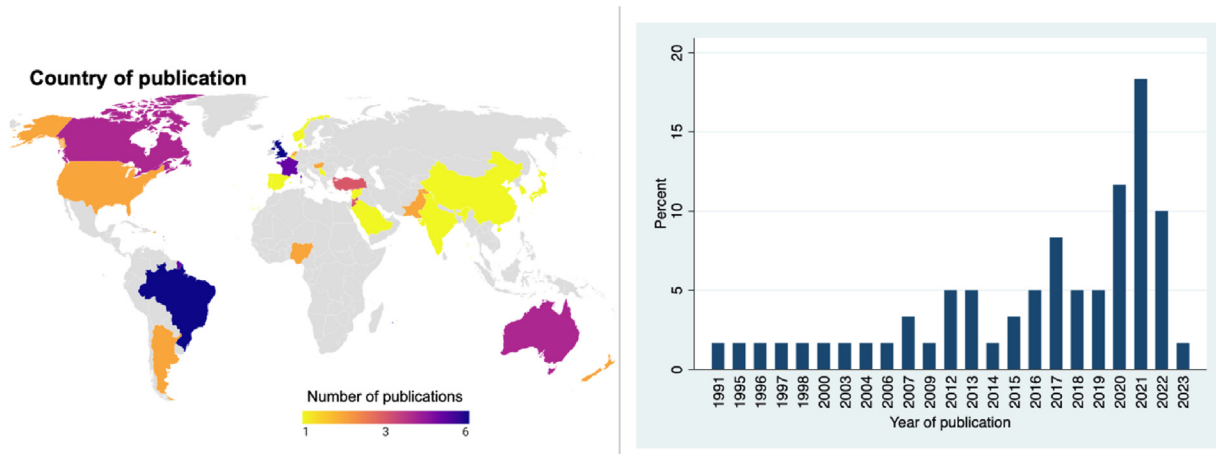 Country of publication
Number of publications
1 3 6
20
15
10
5
0
Percent
1991 1995 1996 1997 1998 2000 2003 2004 2006 2007 2009 2012 2013 2014 2015 2016 2017 2018 2019 2020 2021 2022 2023
Year of publication